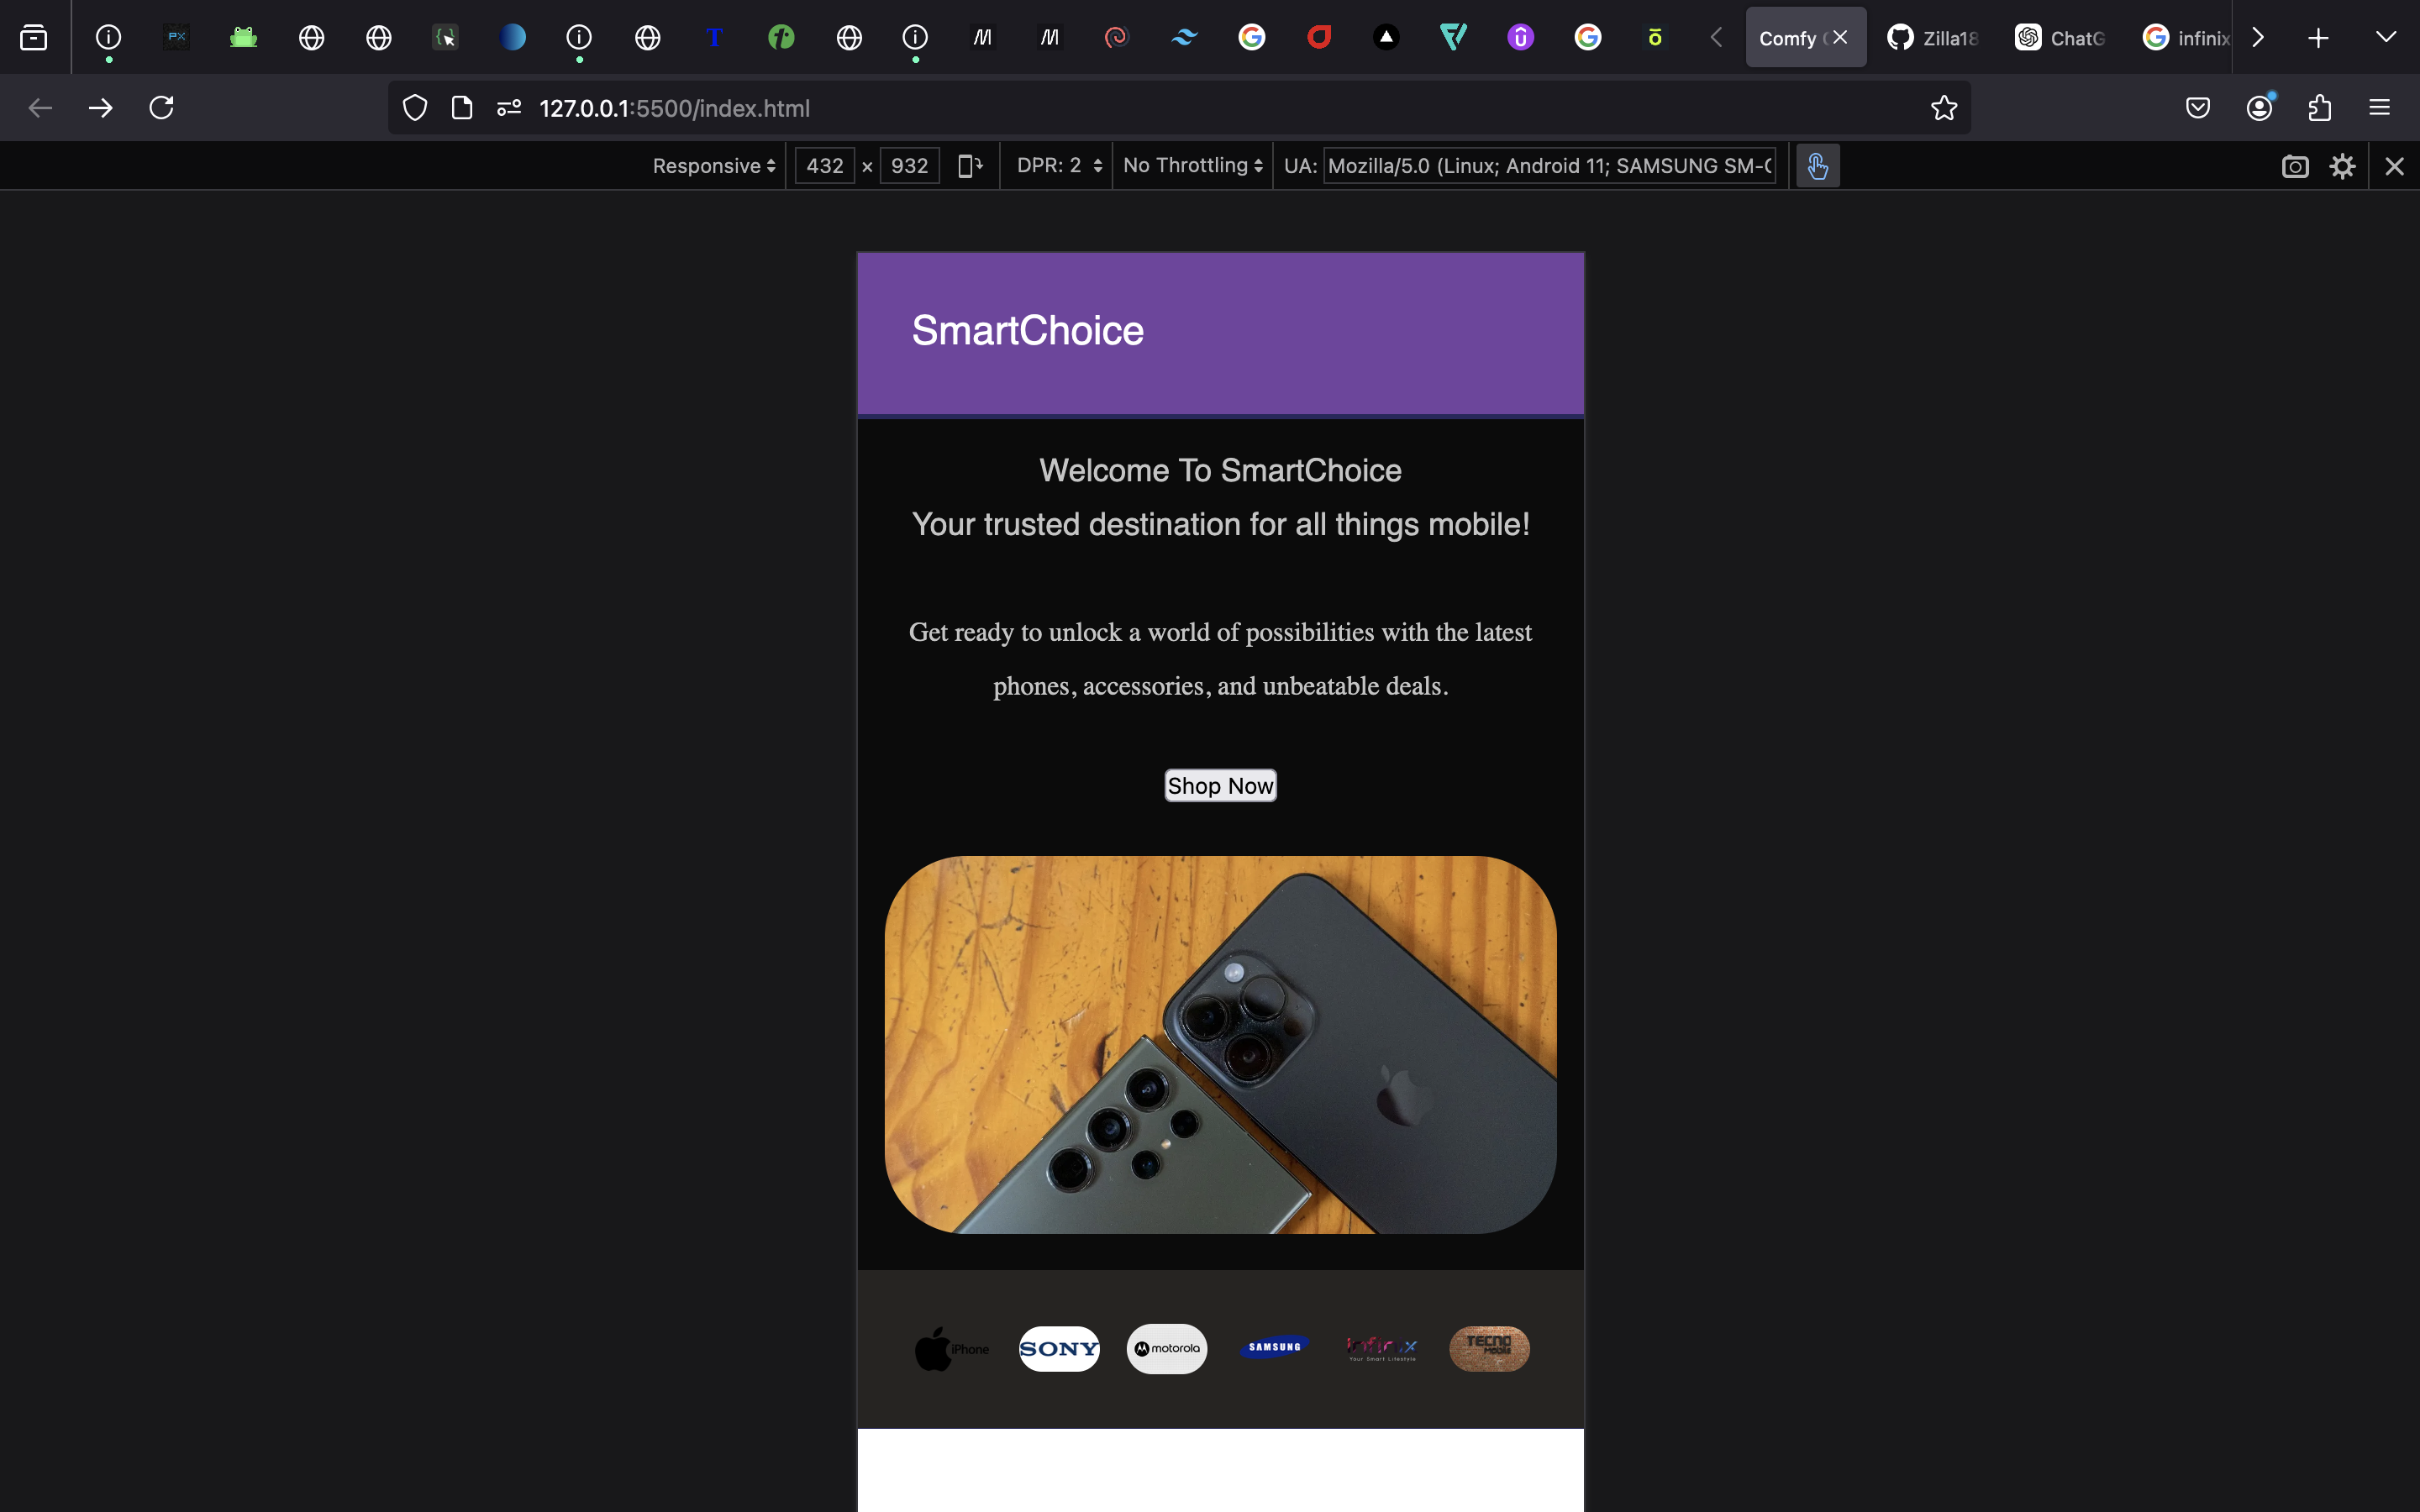 Comfy
Zilla18
ChatG
infinix
127.0.0.1:5500/index.html
Responsive
432 × 932
DPR: 2
No Throttling
UA: Mozilla/5.0 (Linux; Android 11; SAMSUNG SM-G
SmartChoice
Welcome To SmartChoice
Your trusted destination for all things mobile!
Get ready to unlock a world of possibilities with the latest
phones, accessories, and unbeatable deals.
Shop Now
iPhone
SONY
motorola
SAMSUNG
infinix
Your Smart Lifestyle
TECNO
Mobile